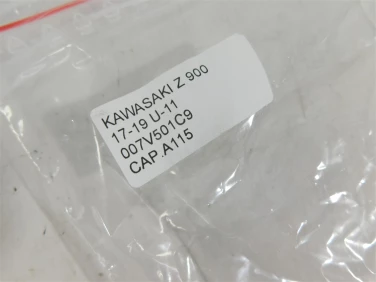 KAWASAKI Z 900
17-19 U-11
007V501C9
CAP.A115